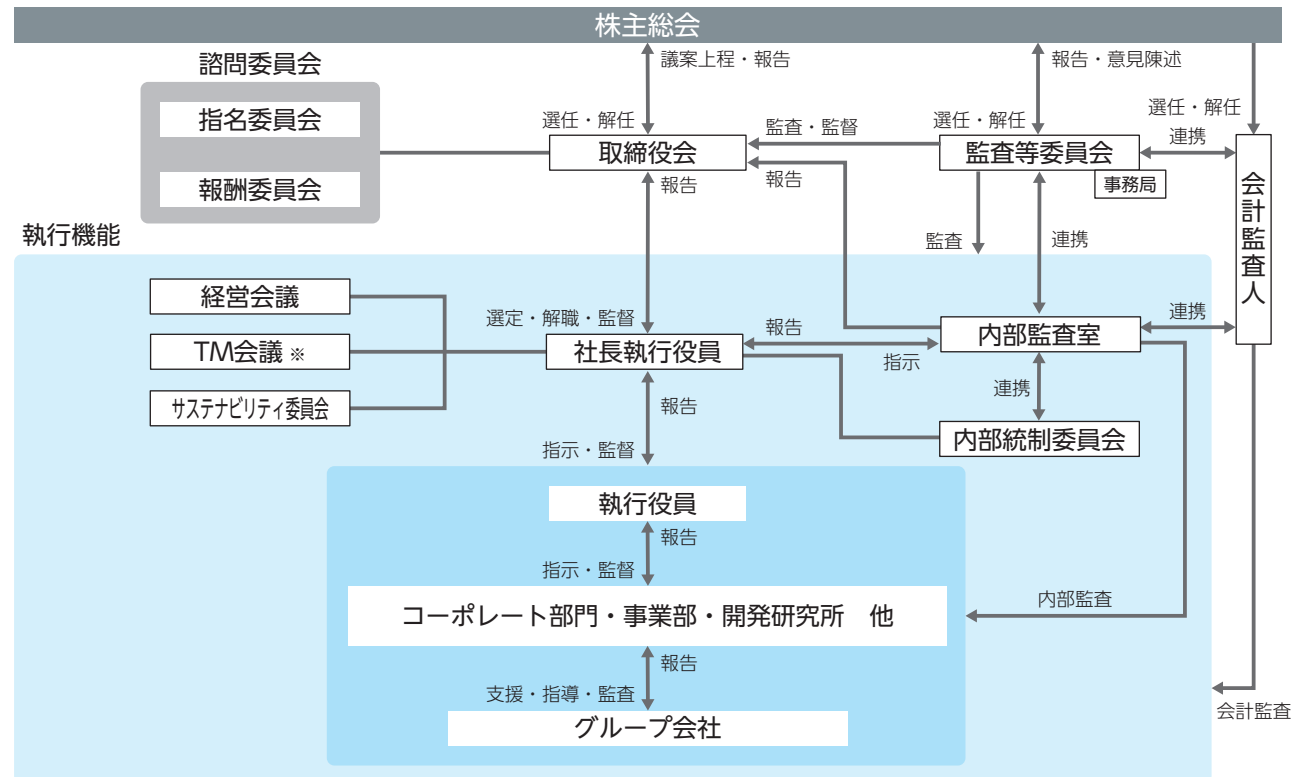 株主総会
諮問委員会
議案上程・報告
報告・意見陳述
指名委員会
選任・解任
監査・監督
選任・解任
選任・解任
連携
取締役会
監査等委員会
報酬委員会
報告
報告
事務局
会計監査人
執行機能
監査
連携
経営会議
選定・解職・監督
報告
内部監査室
連携
TM会議 ※
社長執行役員
指示
サステナビリティ委員会
報告
連携
内部統制委員会
指示・監督
執行役員
報告
指示・監督
コーポレート部門・事業部・開発研究所　他
内部監査
報告
支援・指導・監査
会計監査
グループ会社